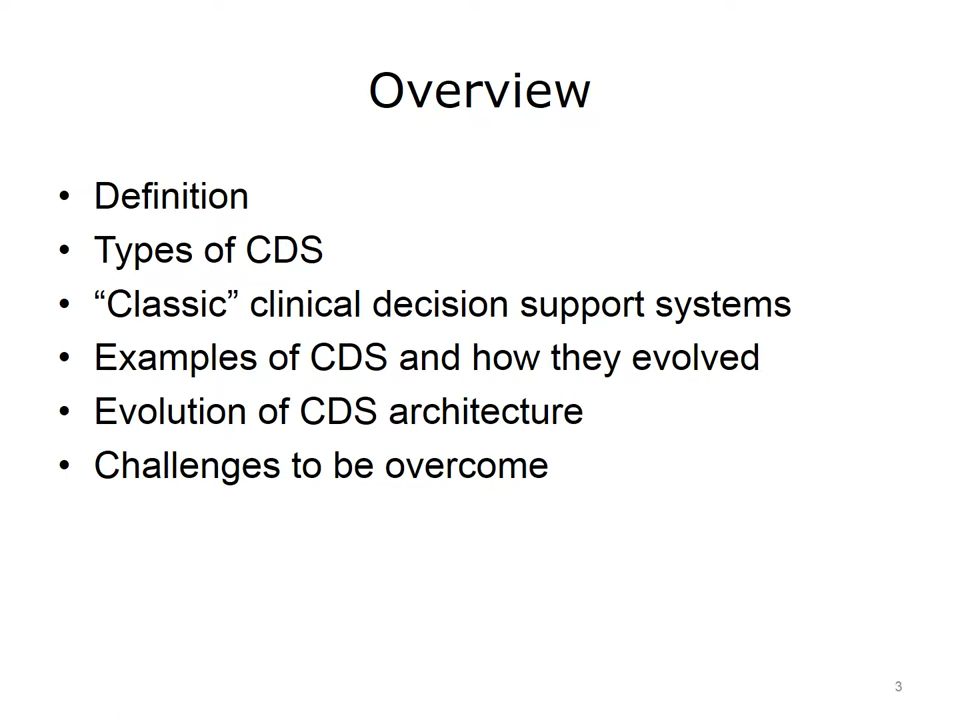 Overview
• Definition
• Types of CDS
• “Classic” clinical decision support systems
• Examples of CDS and how they evolved
• Evolution of CDS architecture
• Challenges to be overcome
3